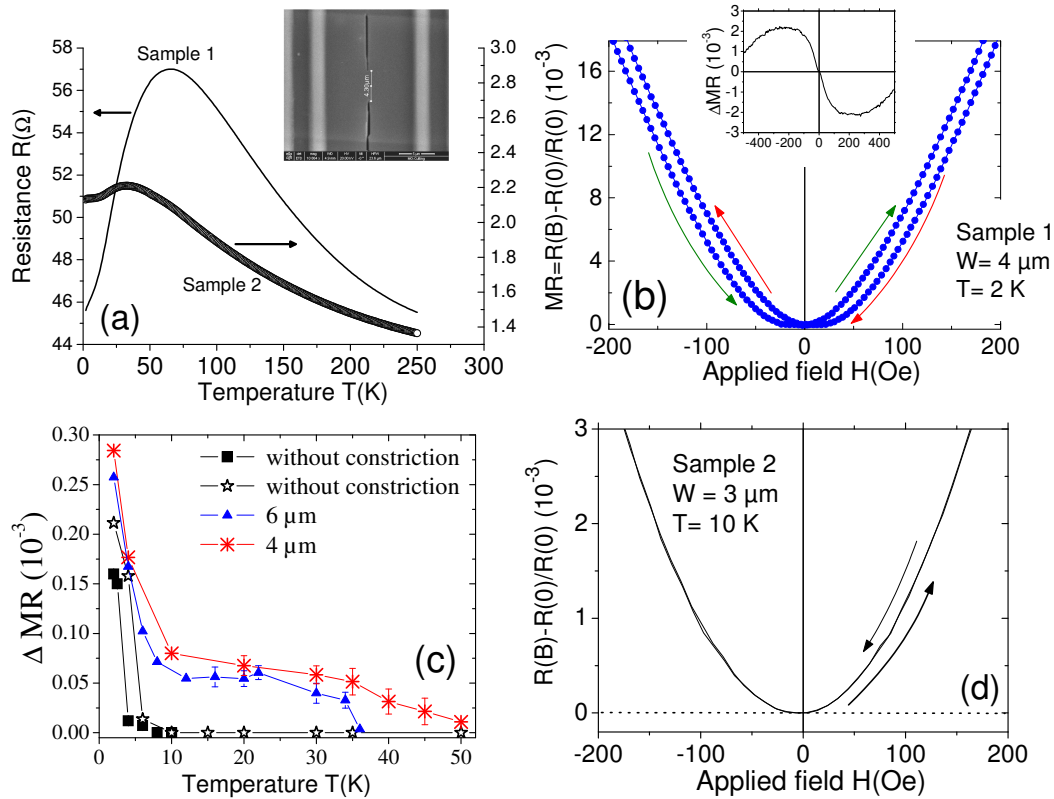 58
56
54
52
50
48
46
44
Resistance R(Ω)
0 50 100 150 200 250 300
Temperature T(K)
3.0
2.8
2.6
2.4
2.2
2.0
1.8
1.6
1.4
Sample 1
Sample 2
(a)
4.30µm
16
12
8
4
0
MR=R(B)-R(0)/R(0) (10-3)
-200 -100 0 100 200
Applied field H(Oe)
3
2
1
0
-1
-2
-3
ΔMR (10-3)
-400 -200 0 200 400
Sample 1
W= 4 µm
T= 2 K
(b)
0.30
0.25
0.20
0.15
0.10
0.05
0.00
Δ MR (10-3)
0 10 20 30 40 50
Temperature T(K)
without constriction
without constriction
6 µm
4 µm
(c)
3
2
1
0
R(B)-R(0)/R(0) (10-3)
-200 -100 0 100 200
Applied field H(Oe)
Sample 2
W = 3 µm
T= 10 K
(d)